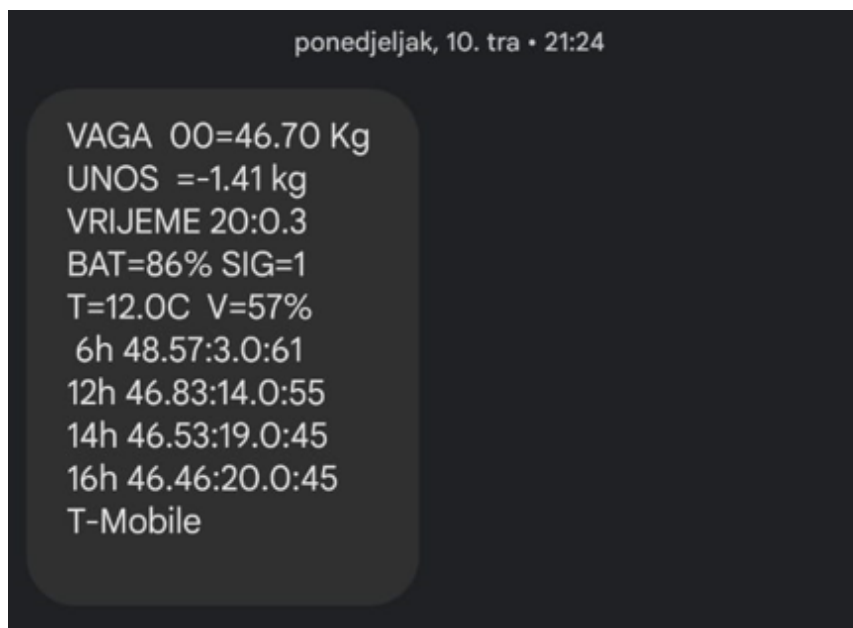 ponedjeljak, 10. tra • 21:24
VAGA  00=46.70 Kg
UNOS  =-1.41 kg
VRIJEME 20:0.3
BAT=86% SIG=1
T=12.0C  V=57%
6h 48.57:3.0:61
12h 46.83:14.0:55
14h 46.53:19.0:45
16h 46.46:20.0:45
T-Mobile